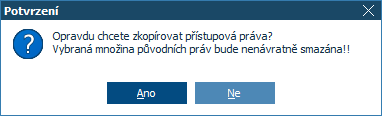 Potvrzení
Opravdu chcete zkopírovat přístupová práva?
Vybraná množina původních práv bude nenávratně smazána!!
Ano
Ne